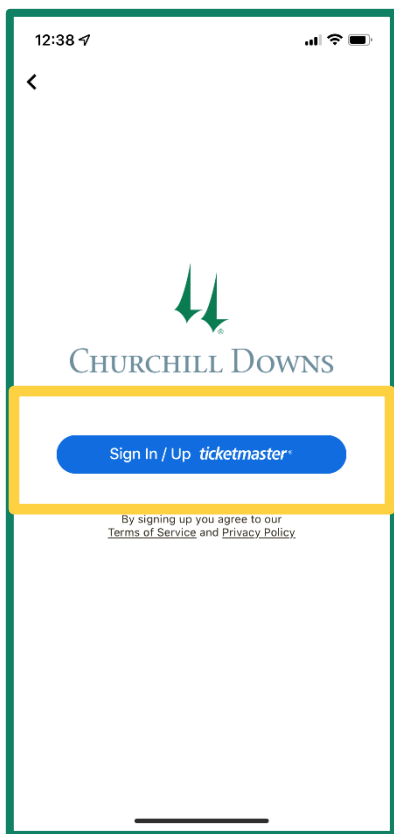 12:38
CHURCHILL DOWNS
Sign In / Up ticketmaster®
By signing up you agree to our
Terms of Service and Privacy Policy